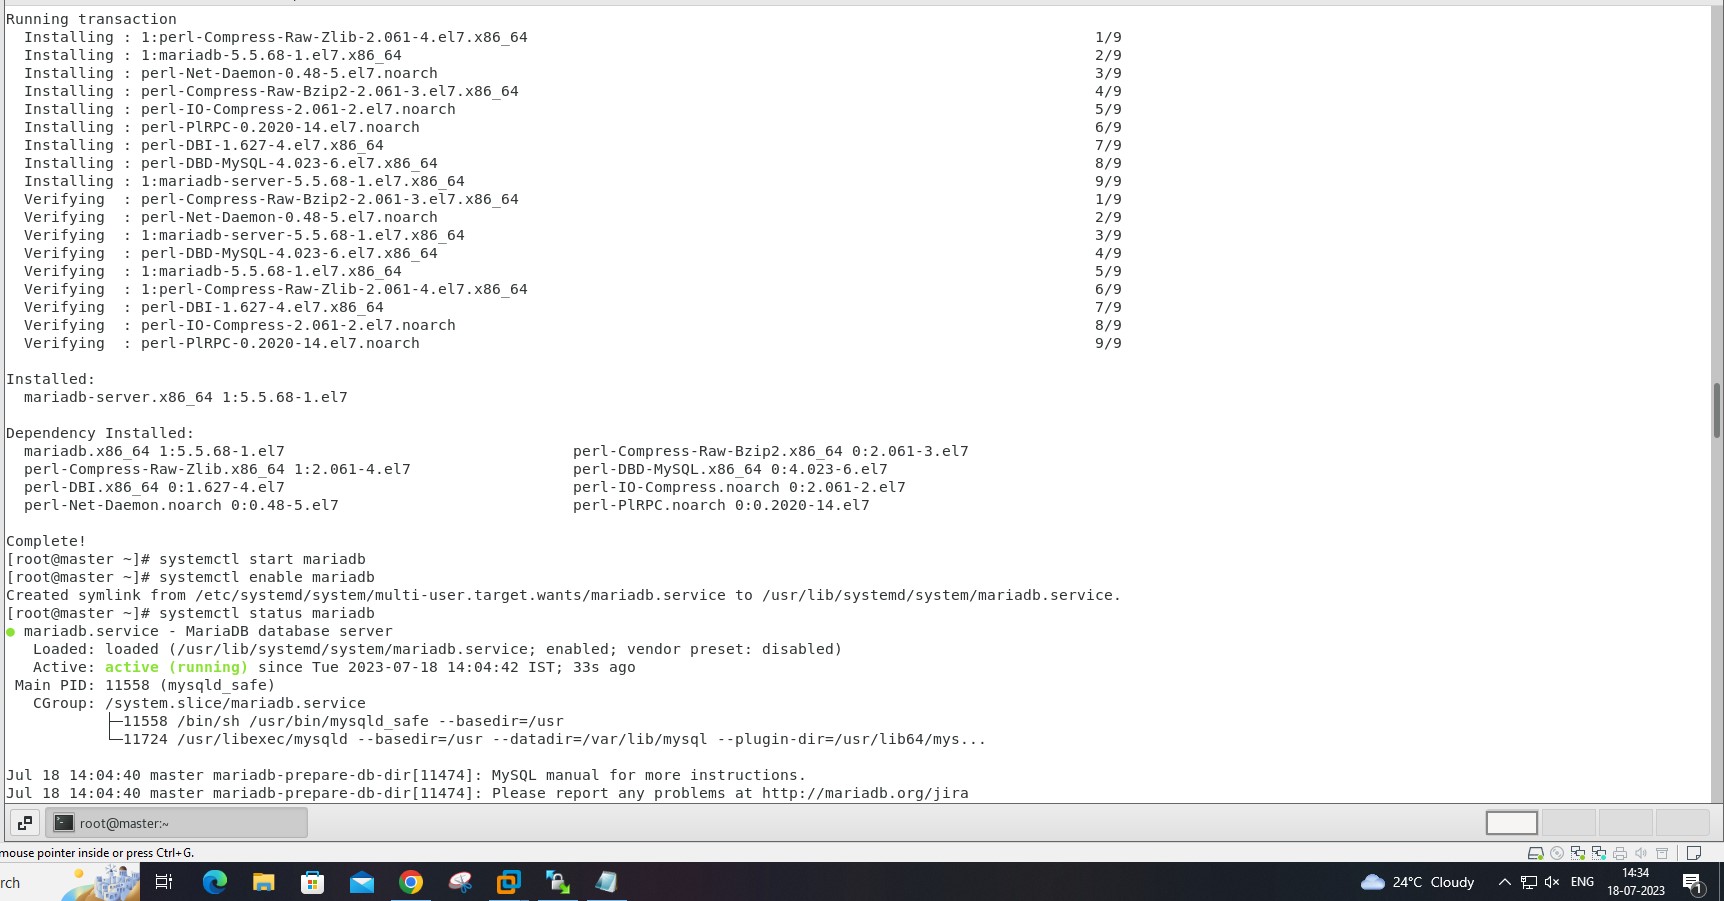 Running transaction
  Installing : 1:perl-Compress-Raw-Zlib-2.061-4.el7.x86_64 1/9
  Installing : 1:mariadb-5.5.68-1.el7.x86_64 2/9
  Installing : perl-Net-Daemon-0.48-5.el7.noarch 3/9
  Installing : perl-Compress-Raw-Bzip2-2.061-3.el7.x86_64 4/9
  Installing : perl-IO-Compress-2.061-2.el7.noarch 5/9
  Installing : perl-PlRPC-0.2020-14.el7.noarch 6/9
  Installing : perl-DBI-1.627-4.el7.x86_64 7/9
  Installing : perl-DBD-MySQL-4.023-6.el7.x86_64 8/9
  Installing : 1:mariadb-server-5.5.68-1.el7.x86_64 9/9
  Verifying  : perl-Compress-Raw-Bzip2-2.061-3.el7.x86_64 1/9
  Verifying  : perl-Net-Daemon-0.48-5.el7.noarch 2/9
  Verifying  : 1:mariadb-server-5.5.68-1.el7.x86_64 3/9
  Verifying  : perl-DBD-MySQL-4.023-6.el7.x86_64 4/9
  Verifying  : 1:mariadb-5.5.68-1.el7.x86_64 5/9
  Verifying  : 1:perl-Compress-Raw-Zlib-2.061-4.el7.x86_64 6/9
  Verifying  : perl-DBI-1.627-4.el7.x86_64 7/9
  Verifying  : perl-IO-Compress-2.061-2.el7.noarch 8/9
  Verifying  : perl-PlRPC-0.2020-14.el7.noarch 9/9
Installed:
  mariadb-server.x86_64 1:5.5.68-1.el7
Dependency Installed:
  mariadb.x86_64 1:5.5.68-1.el7 perl-Compress-Raw-Bzip2.x86_64 0:2.061-3.el7
  perl-Compress-Raw-Zlib.x86_64 1:2.061-4.el7 perl-DBD-MySQL.x86_64 0:4.023-6.el7
  perl-DBI.x86_64 0:1.627-4.el7 perl-IO-Compress.noarch 0:2.061-2.el7
  perl-Net-Daemon.noarch 0:0.48-5.el7 perl-PlRPC.noarch 0:0.2020-14.el7
Complete!
[root@master ~]# systemctl start mariadb
[root@master ~]# systemctl enable mariadb
Created symlink from /etc/systemd/system/multi-user.target.wants/mariadb.service to /usr/lib/systemd/system/mariadb.service.
[root@master ~]# systemctl status mariadb
● mariadb.service - MariaDB database server
   Loaded: loaded (/usr/lib/systemd/system/mariadb.service; enabled; vendor preset: disabled)
   Active: active (running) since Tue 2023-07-18 14:04:42 IST; 33s ago
 Main PID: 11558 (mysqld_safe)
   CGroup: /system.slice/mariadb.service
           ├─11558 /bin/sh /usr/bin/mysqld_safe --basedir=/usr
           └─11724 /usr/libexec/mysqld --basedir=/usr --datadir=/var/lib/mysql --plugin-dir=/usr/lib64/mys...
Jul 18 14:04:40 master mariadb-prepare-db-dir[11474]: MySQL manual for more instructions.
Jul 18 14:04:40 master mariadb-prepare-db-dir[11474]: Please report any problems at http://mariadb.org/jira
root@master:~
mouse pointer inside or press Ctrl+G.
rch
24°C Cloudy
ENG
14:34
18-07-2023
1